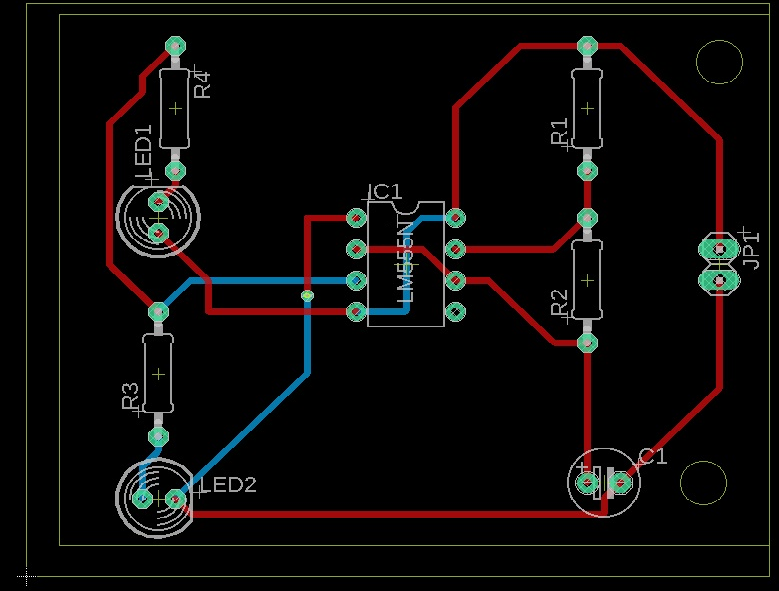 R4
LED1
IC1
R1
LM555N
JP1
R2
R3
C1
LED2